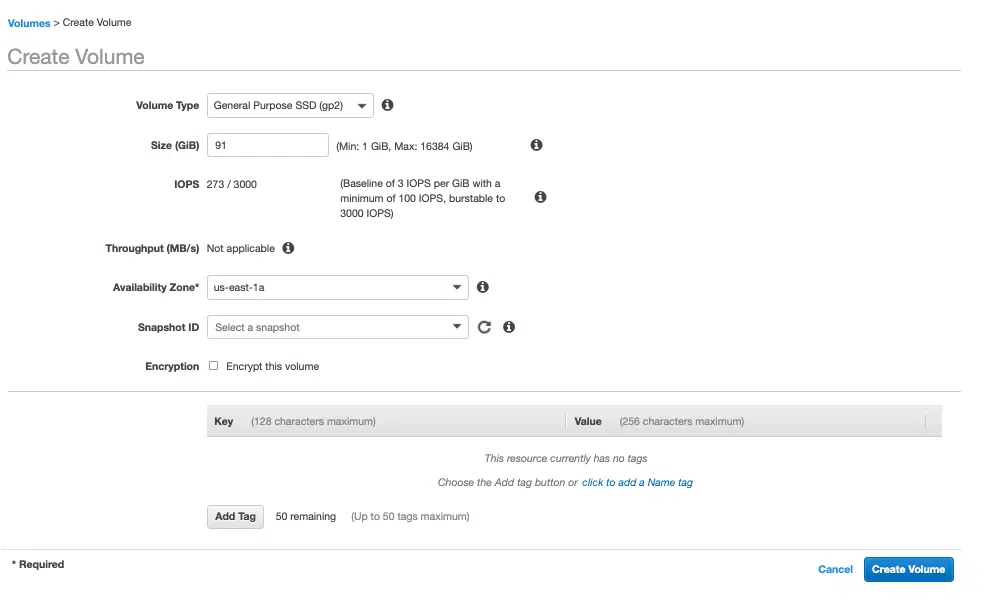 Volumes > Create Volume
Create Volume
Volume Type General Purpose SSD (gp2)
Size (GiB) 91 (Min: 1 GiB, Max: 16384 GiB)
IOPS 273 / 3000 (Baseline of 3 IOPS per GiB with a
minimum of 100 IOPS, burstable to
3000 IOPS)
Throughput (MB/s) Not applicable
Availability Zone* us-east-1a
Snapshot ID Select a snapshot
Encryption Encrypt this volume
Key (128 characters maximum) Value (256 characters maximum)
This resource currently has no tags
Choose the Add tag button or click to add a Name tag
Add Tag 50 remaining (Up to 50 tags maximum)
* Required
Cancel Create Volume